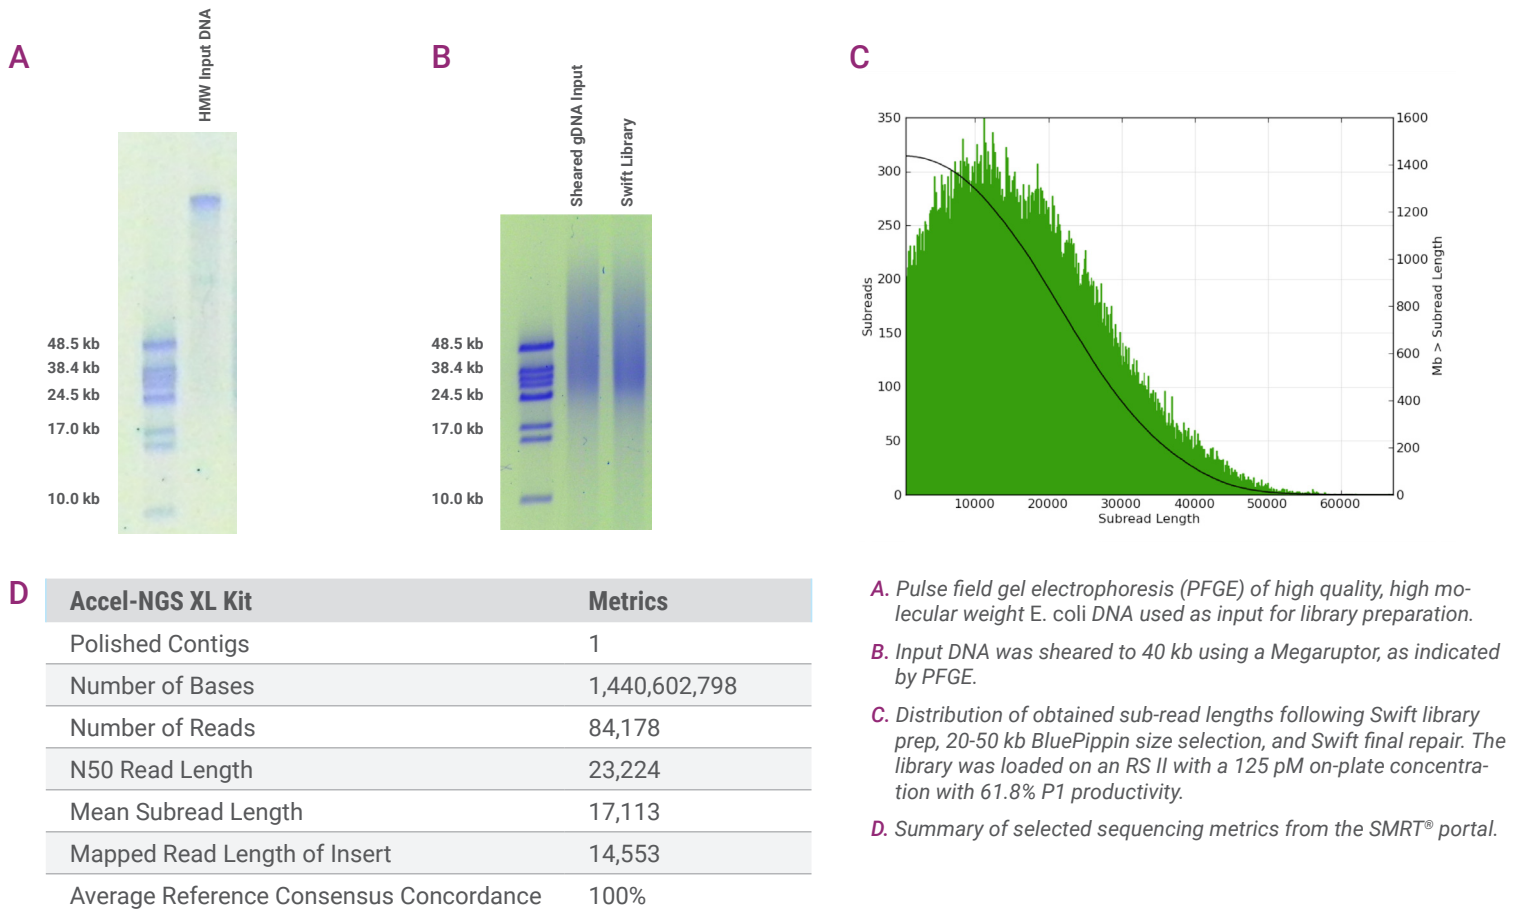 A
HMW Input DNA
48.5 kb
38.4 kb
24.5 kb
17.0 kb
10.0 kb
B
Sheared gDNA Input
Swift Library
48.5 kb
38.4 kb
24.5 kb
17.0 kb
10.0 kb
C
350
300
250
200
150
100
50
0
Subreads
1600
1400
1200
1000
800
600
400
200
0
Mb > Subread Length
10000 20000 30000 40000 50000 60000
Subread Length
D
Accel-NGS XL Kit Metrics
Polished Contigs 1
Number of Bases 1,440,602,798
Number of Reads 84,178
N50 Read Length 23,224
Mean Subread Length 17,113
Mapped Read Length of Insert 14,553
Average Reference Consensus Concordance 100%
A. Pulse field gel electrophoresis (PFGE) of high quality, high mo-
lecular weight E. coli DNA used as input for library preparation.
B. Input DNA was sheared to 40 kb using a Megaruptor, as indicated
by PFGE.
C. Distribution of obtained sub-read lengths following Swift library
prep, 20-50 kb BluePippin size selection, and Swift final repair. The
library was loaded on an RS II with a 125 pM on-plate concentra-
tion with 61.8% P1 productivity.
D. Summary of selected sequencing metrics from the SMRT® portal.